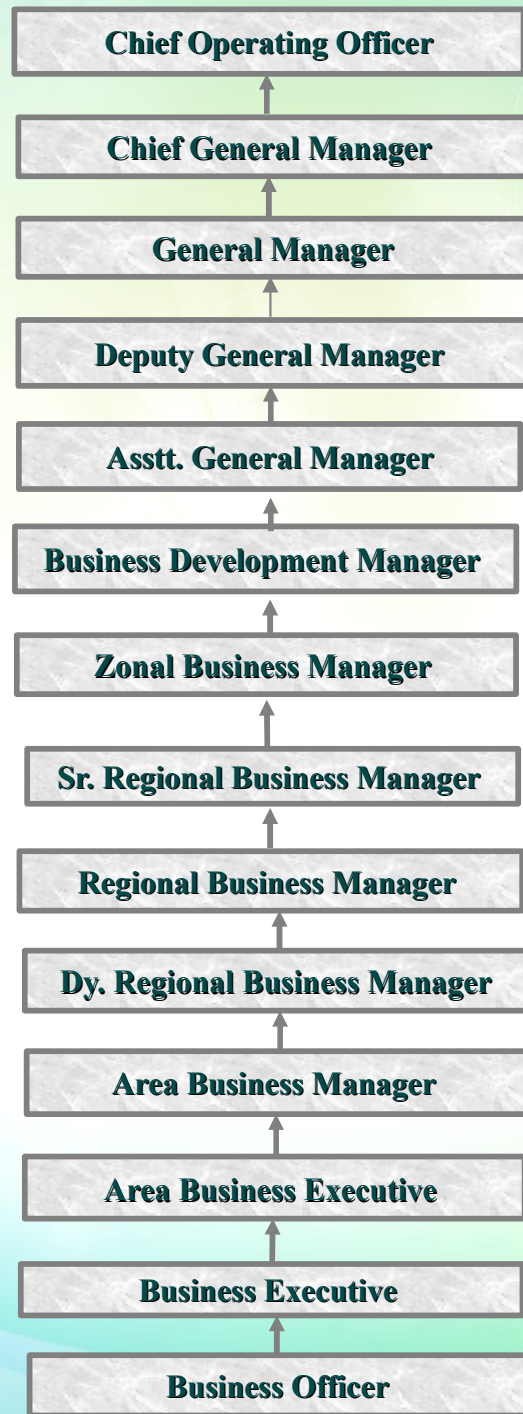 Chief Operating Officer
Chief General Manager
General Manager
Deputy General Manager
Asstt. General Manager
Business Development Manager
Zonal Business Manager
Sr. Regional Business Manager
Regional Business Manager
Dy. Regional Business Manager
Area Business Manager
Area Business Executive
Business Executive
Business Officer